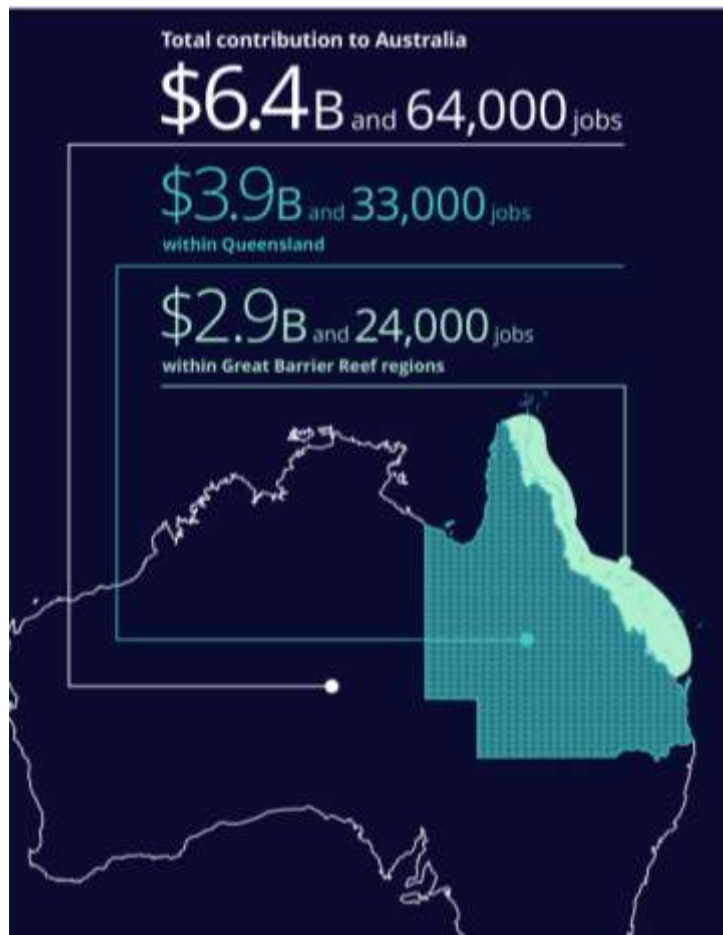 Total contribution to Australia
$6.4B and 64,000 jobs
$3.9B and 33,000 jobs
within Queensland
$2.9B and 24,000 jobs
within Great Barrier Reef regions